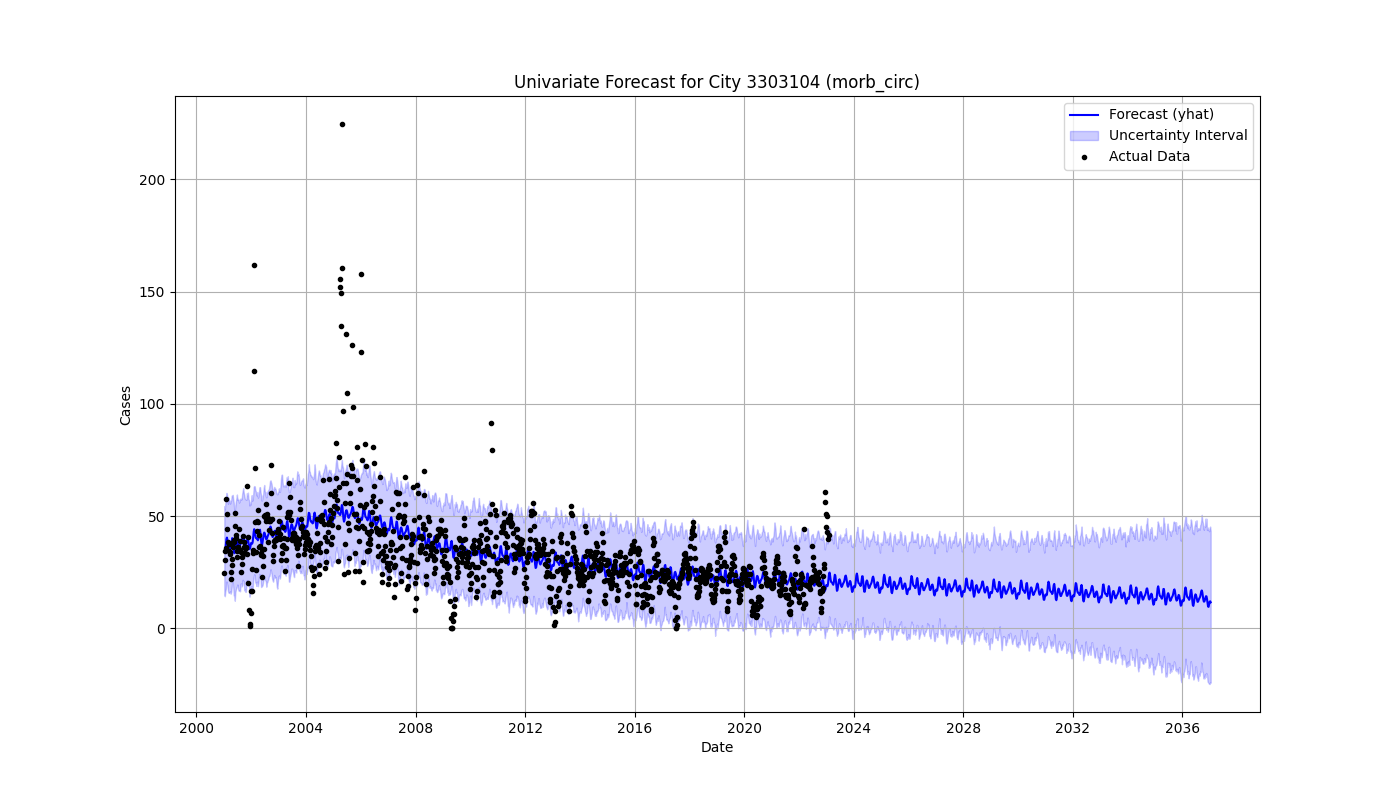 Univariate Forecast for City 3303104 (morb_circ)
Forecast (yhat)
Uncertainty Interval
Actual Data
Cases
200
150
100
50
0
2000 2004 2008 2012 2016 2020 2024 2028 2032 2036
Date